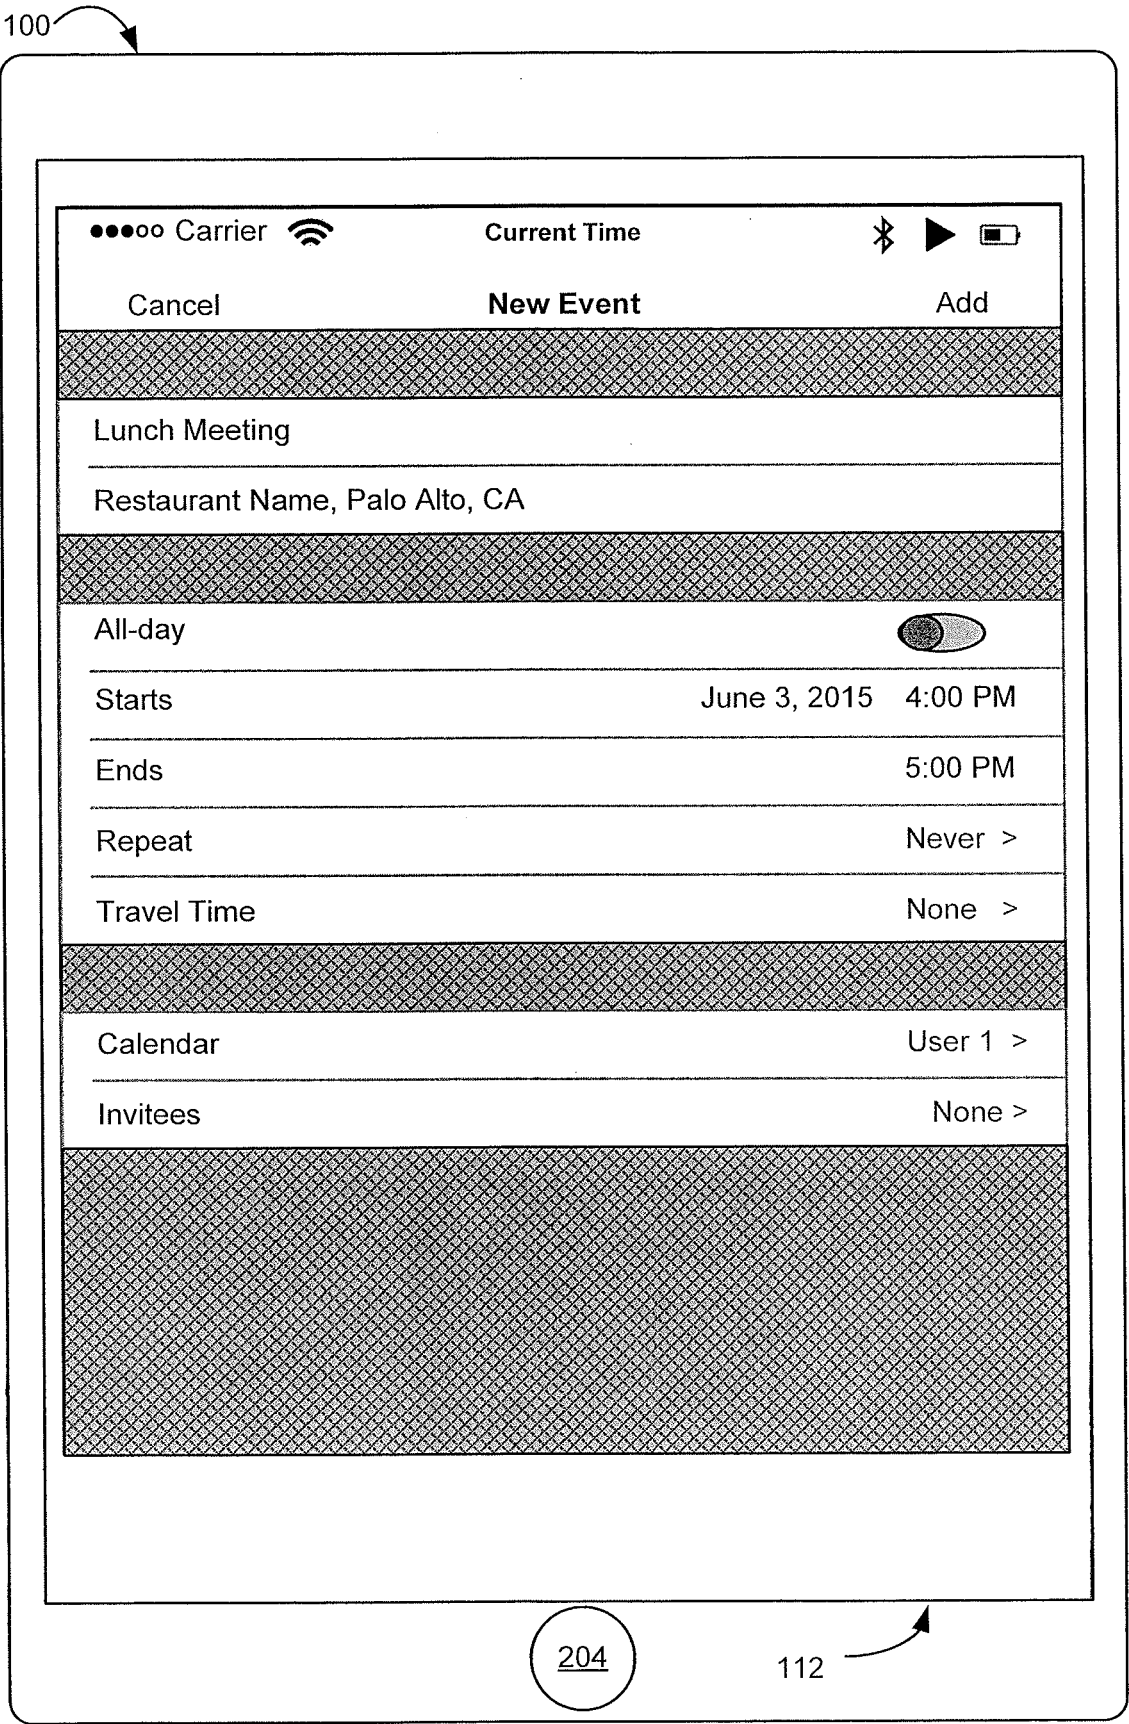 100
●●●○○ Carrier Current Time
Cancel New Event Add
Lunch Meeting
Restaurant Name, Palo Alto, CA
All-day
Starts June 3, 2015 4:00 PM
Ends 5:00 PM
Repeat Never >
Travel Time None >
Calendar User 1 >
Invitees None >
204
112